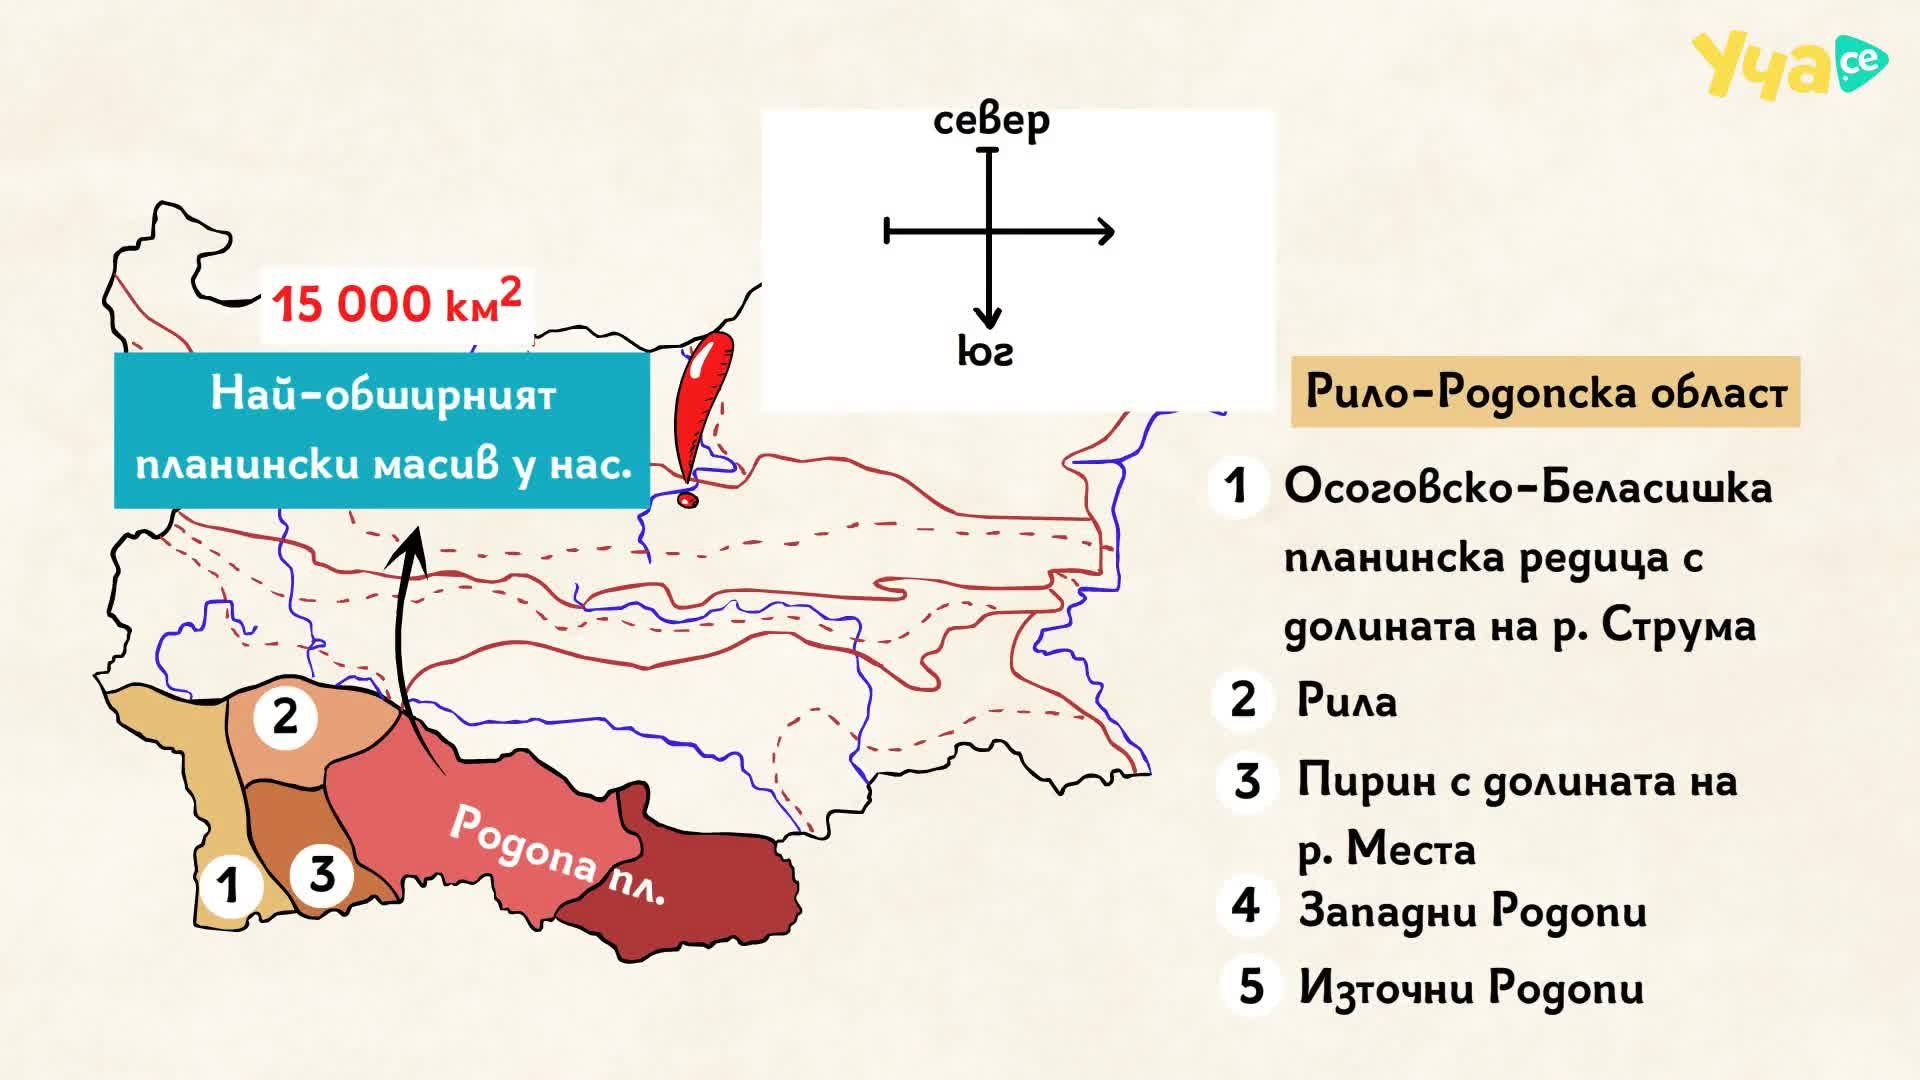 Уча.се
север
юг
15 000 км²
Най-обширният
планински масив у нас.
Рило-Родопска област
1 Осоговско-Беласишка
планинска редица с
долината на р. Струма
2 Рила
3 Пирин с долината на
р. Места
4 Западни Родопи
5 Източни Родопи
2
Родопа пл.
1
3